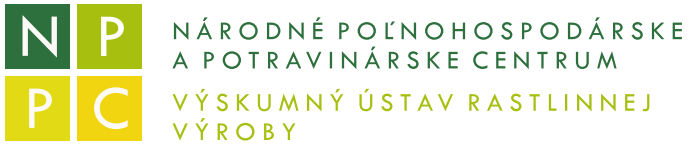 N P
P C
NÁRODNÉ POĽNOHOSPODÁRSKE
A POTRAVINÁRSKE CENTRUM
VÝSKUMNÝ ÚSTAV RASTLINNEJ
VÝROBY